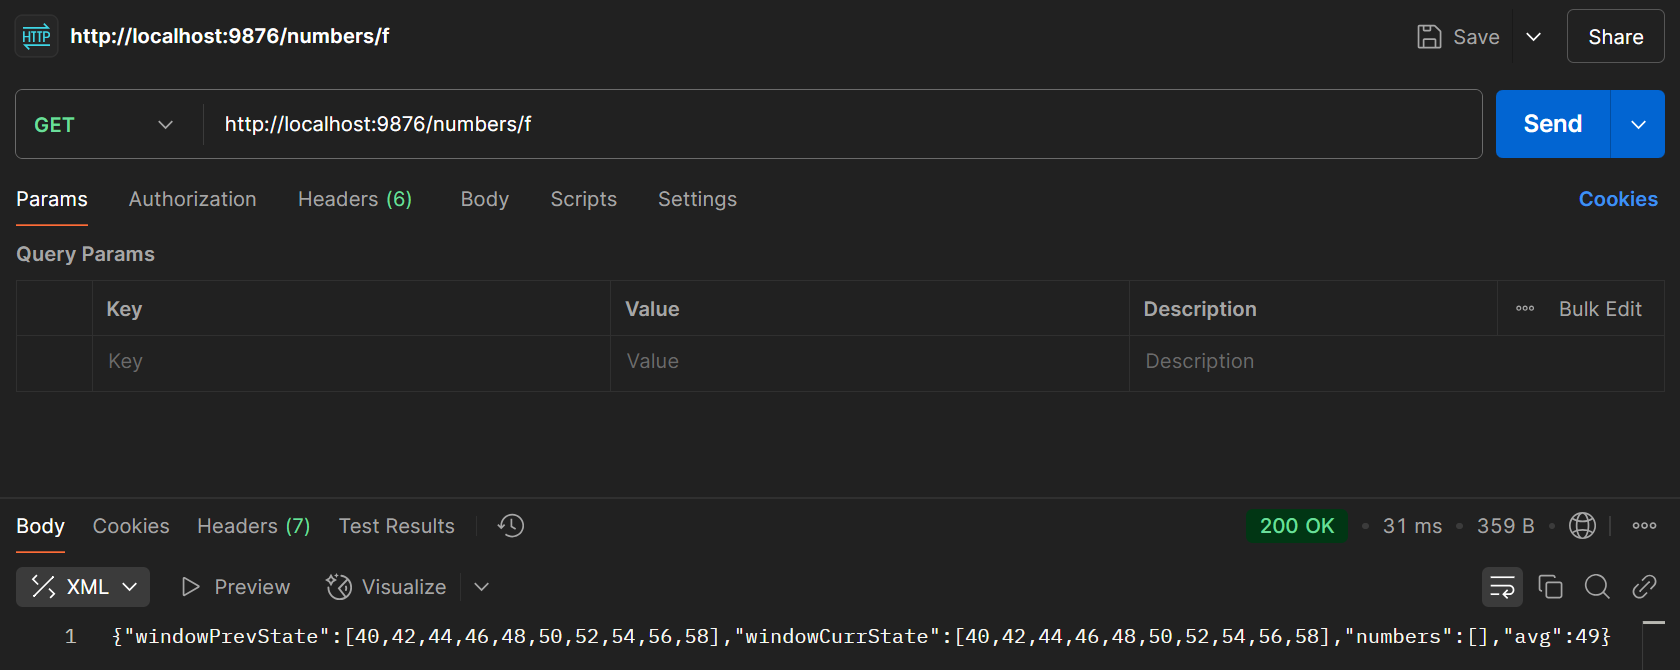 HTTP http://localhost:9876/numbers/f Save Share
GET http://localhost:9876/numbers/f Send
Params Authorization Headers (6) Body Scripts Settings Cookies
Query Params
Key Value Description Bulk Edit
Key Value Description
Body Cookies Headers (7) Test Results 200 OK • 31 ms • 359 B •
XML Preview Visualize
1 {"windowPrevState":[40,42,44,46,48,50,52,54,56,58],"windowCurrState":[40,42,44,46,48,50,52,54,56,58],"numbers":[],"avg":49}